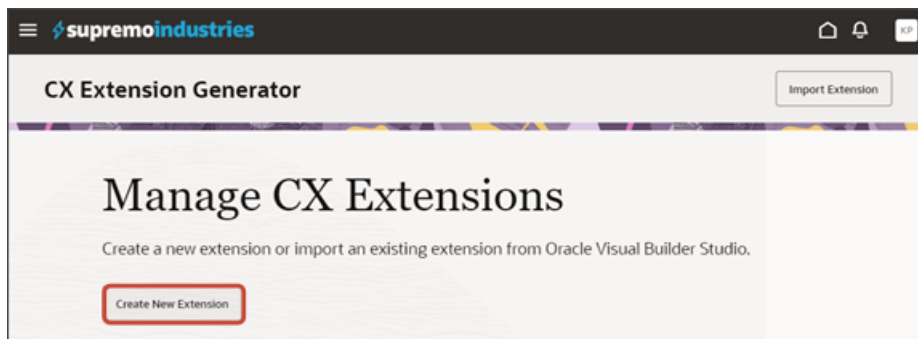 supremoindustries
KP
CX Extension Generator
Import Extension
Manage CX Extensions
Create a new extension or import an existing extension from Oracle Visual Builder Studio.
Create New Extension